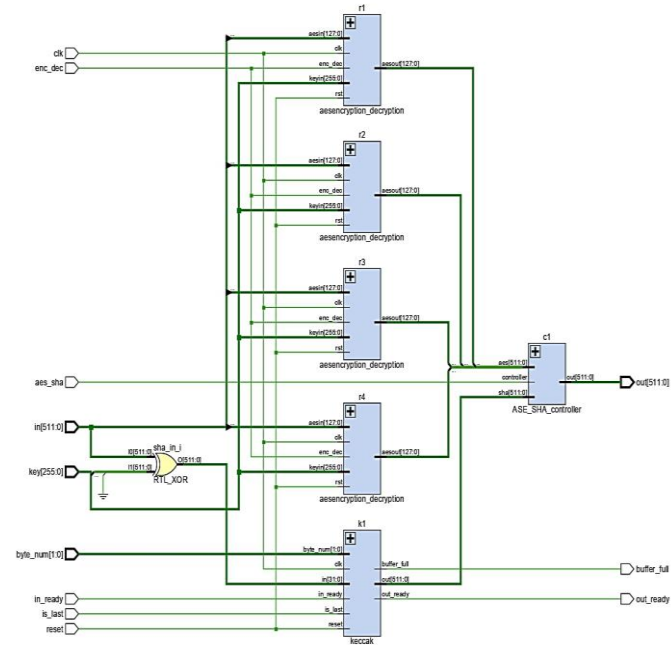 r1
aesin[127:0]
clk
enc_dec
keyin[255:0]
rst
aesout[127:0]
aesencryption_decryption
clk
enc_dec
r2
aesin[127:0]
clk
enc_dec
keyin[255:0]
rst
aesout[127:0]
aesencryption_decryption
r3
aesin[127:0]
clk
enc_dec
keyin[255:0]
rst
aesout[127:0]
aesencryption_decryption
c1
aes[511:0]
controller
sha[511:0]
out[511:0]
ASE_SHA_controller
out[511:0]
aes_sha
r4
aesin[127:0]
clk
enc_dec
keyin[255:0]
rst
aesout[127:0]
aesencryption_decryption
in[511:0]
key[255:0]
sha_in_i
I0[511:0]
I1[511:0]
O[511:0]
RTL_XOR
k1
byte_num[1:0]
clk
in[31:0]
in_ready
is_last
reset
buffer_full
out[511:0]
out_ready
keccak
byte_num[1:0]
in_ready
is_last
reset
buffer_full
out_ready